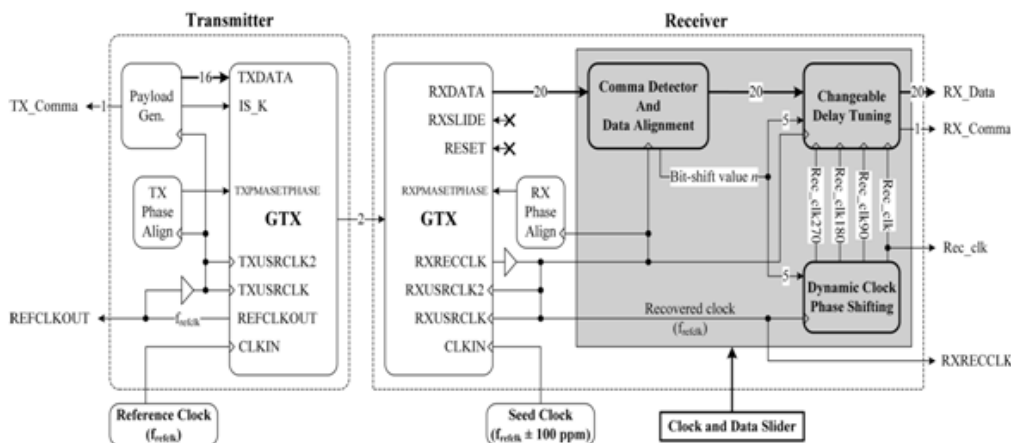 Transmitter
Receiver
TX_Comma
1
Payload
Gen.
16
TXDATA
IS_K
TX
Phase
Align
TXPMASETPHASE
GTX
TXUSRCLK2
TXUSRCLK
REFCLKOUT
f_refclk
REFCLKOUT
CLKIN
Reference Clock
(f_refclk)
2
RXDATA
RXSLIDE
RESET
RXPMASETPHASE
GTX
RX
Phase
Align
RXRECCLK
RXUSRCLK2
RXUSRCLK
CLKIN
Seed Clock
(f_refclk ± 100 ppm)
20
Comma Detector
And
Data Alignment
20
5
Changeable
Delay Tuning
20
RX_Data
1
RX_Comma
Bit-shift value n
Rec_clk270
Rec_clk180
Rec_clk90
Rec_clk
Rec_clk
5
Dynamic Clock
Phase Shifting
Recovered clock
(f_refclk)
RXRECCLK
Clock and Data Slider